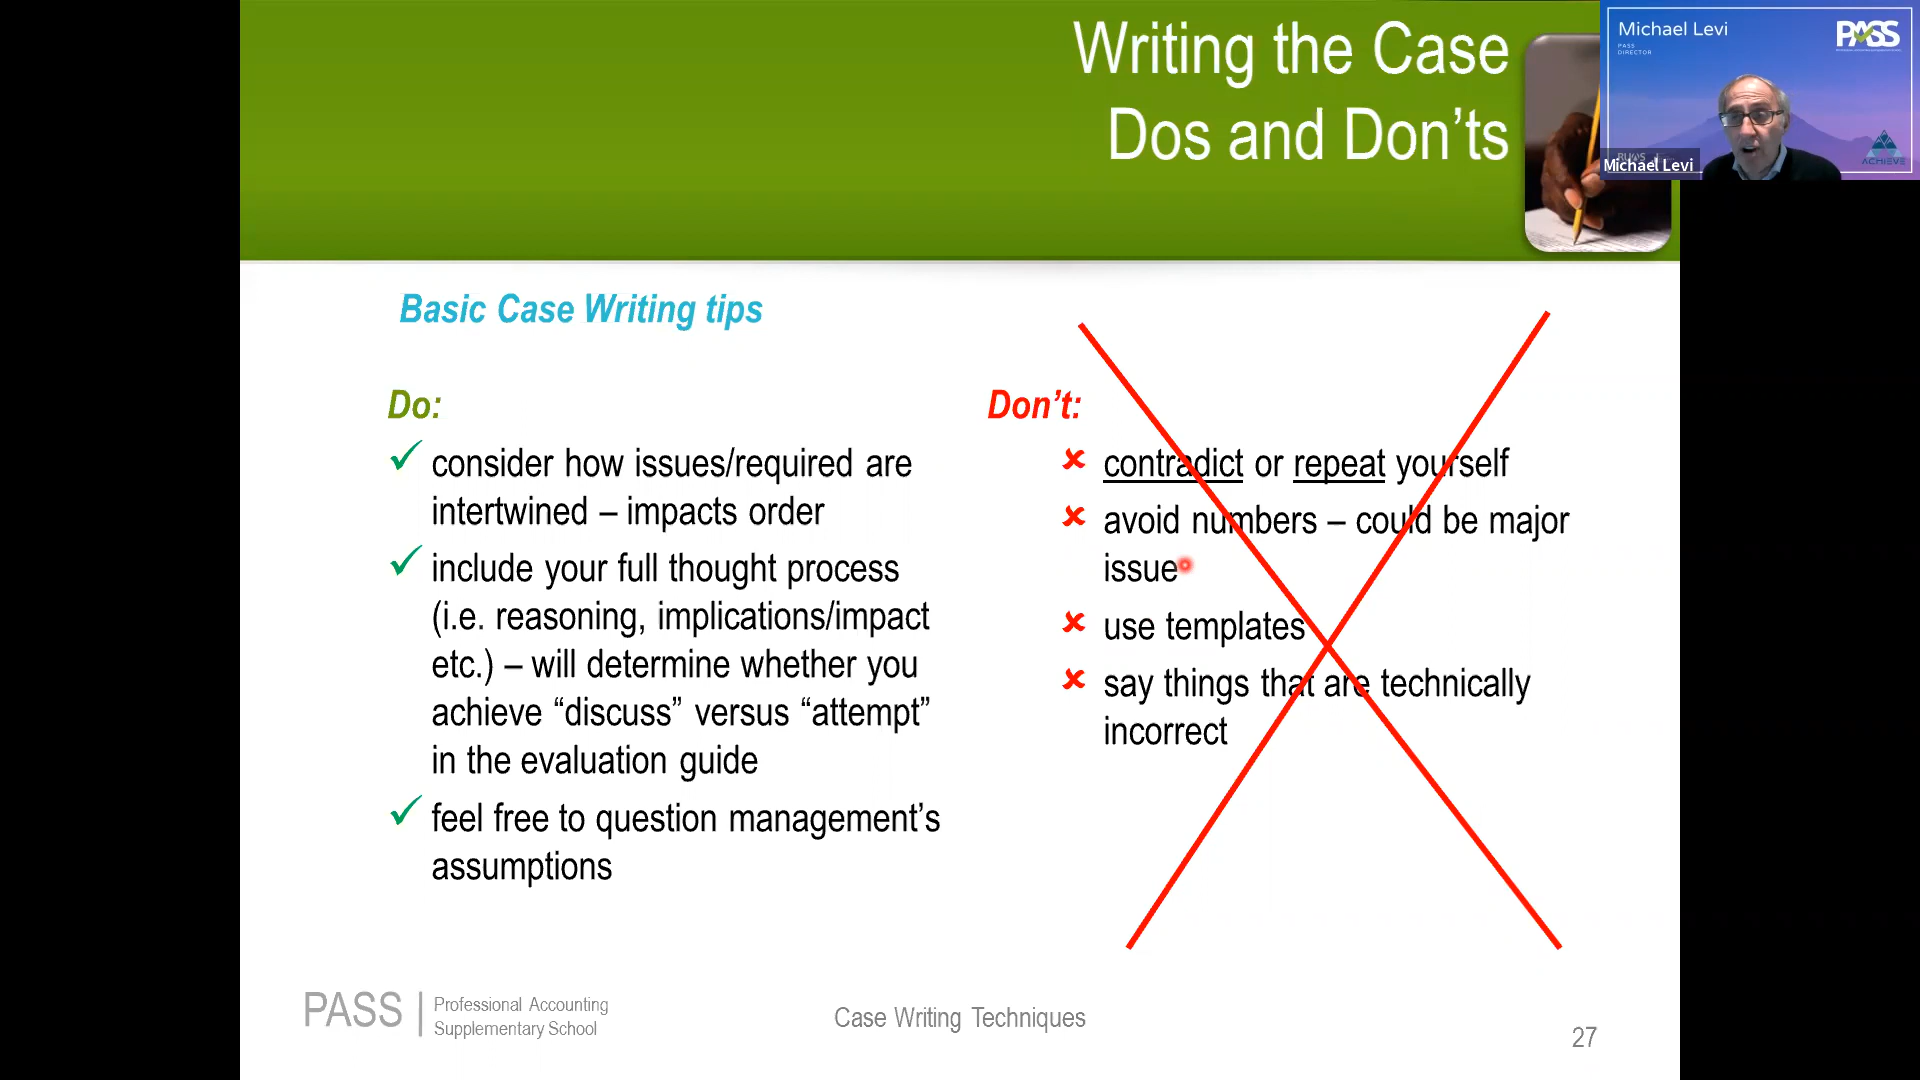 Writing the Case
Dos and Don’ts
Michael Levi
PASS
DIRECTOR
PASS
ACHIEVE
Michael Levi
Basic Case Writing tips
Do:
consider how issues/required are
intertwined – impacts order
include your full thought process
(i.e. reasoning, implications/impact
etc.) – will determine whether you
achieve “discuss” versus “attempt”
in the evaluation guide
feel free to question management’s
assumptions
Don’t:
contradict or repeat yourself
avoid numbers – could be major
issue
use templates
say things that are technically
incorrect
PASS
Professional Accounting
Supplementary School
Case Writing Techniques
27